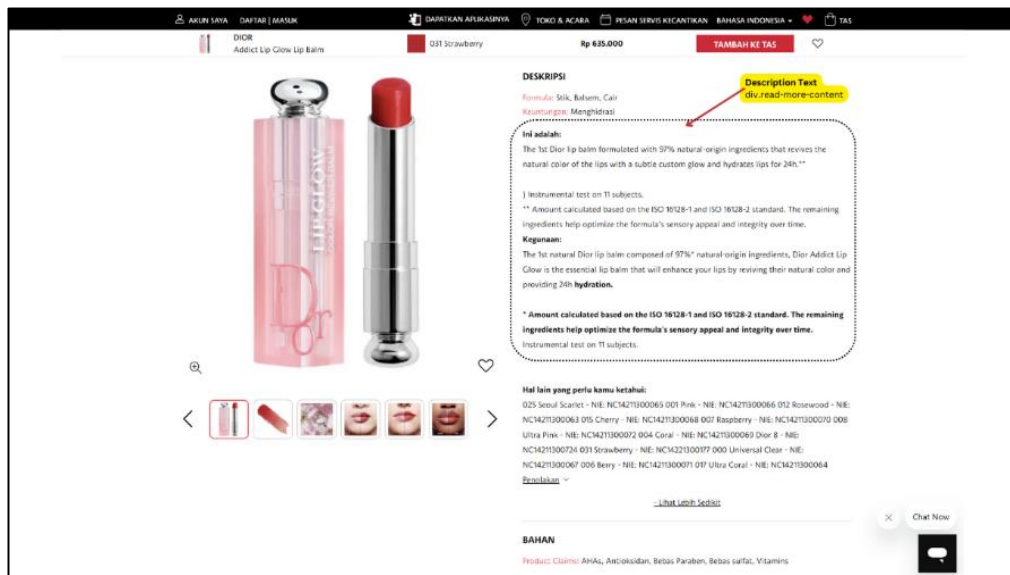 AKUN SAYA DAFTAR | MASUK DAPATKAN APLIKASINYA TOKO & ACARA PESAN SERVIS KECANTIKAN BAHASA INDONESIA TAS
DIOR
Addict Lip Glow Lip Balm
031 Strawberry
Rp 635.000
TAMBAH KE TAS
LIPGLOW
Dior
DESKRIPSI
Formula: Stik, Balsem, Cair
Keuntungan: Menghidrasi
Description Text
div.read-more-content
Ini adalah:
The 1st Dior lip balm formulated with 97% natural-origin ingredients that revives the
natural color of the lips with a subtle custom glow and hydrates lips for 24h.**
) Instrumental test on 11 subjects.
** Amount calculated based on the ISO 16128-1 and ISO 16128-2 standard. The remaining
ingredients help optimize the formula's sensory appeal and integrity over time.
Kegunaan:
The 1st natural Dior lip balm composed of 97%* natural-origin ingredients, Dior Addict Lip
Glow is the essential lip balm that will enhance your lips by reviving their natural color and
providing 24h hydration.
* Amount calculated based on the ISO 16128-1 and ISO 16128-2 standard. The remaining
ingredients help optimize the formula's sensory appeal and integrity over time.
Instrumental test on 11 subjects.
Hal lain yang perlu kamu ketahui:
025 Seoul Scarlet - NIE: NC14211300065 001 Pink - NIE: NC14211300066 012 Rosewood - NIE:
NC14211300063 015 Cherry - NIE: NC14211300068 007 Raspberry - NIE: NC14211300070 008
Ultra Pink - NIE: NC14211300072 004 Coral - NIE: NC14211300069 Dior 8 - NIE:
NC14211300724 031 Strawberry - NIE: NC14221300177 000 Universal Clear - NIE:
NC14211300067 006 Berry - NIE: NC14211300071 017 Ultra Coral - NIE: NC14211300064
Penolakan
- Lihat Lebih Sedikit
Chat Now
BAHAN
Product Claims: AHAs, Antioksidan, Bebas Paraben, Bebas sulfat, Vitamins